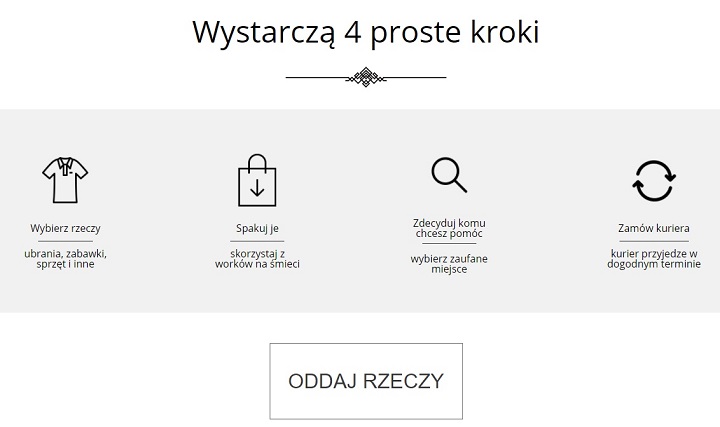 Wystarczą 4 proste kroki
Wybierz rzeczy
ubrania, zabawki,
sprzęt i inne
Spakuj je
skorzystaj z
worków na śmieci
Zdecyduj komu
chcesz pomóc
wybierz zaufane
miejsce
Zamów kuriera
kurier przyjedze w
dogodnym terminie
ODDAJ RZECZY